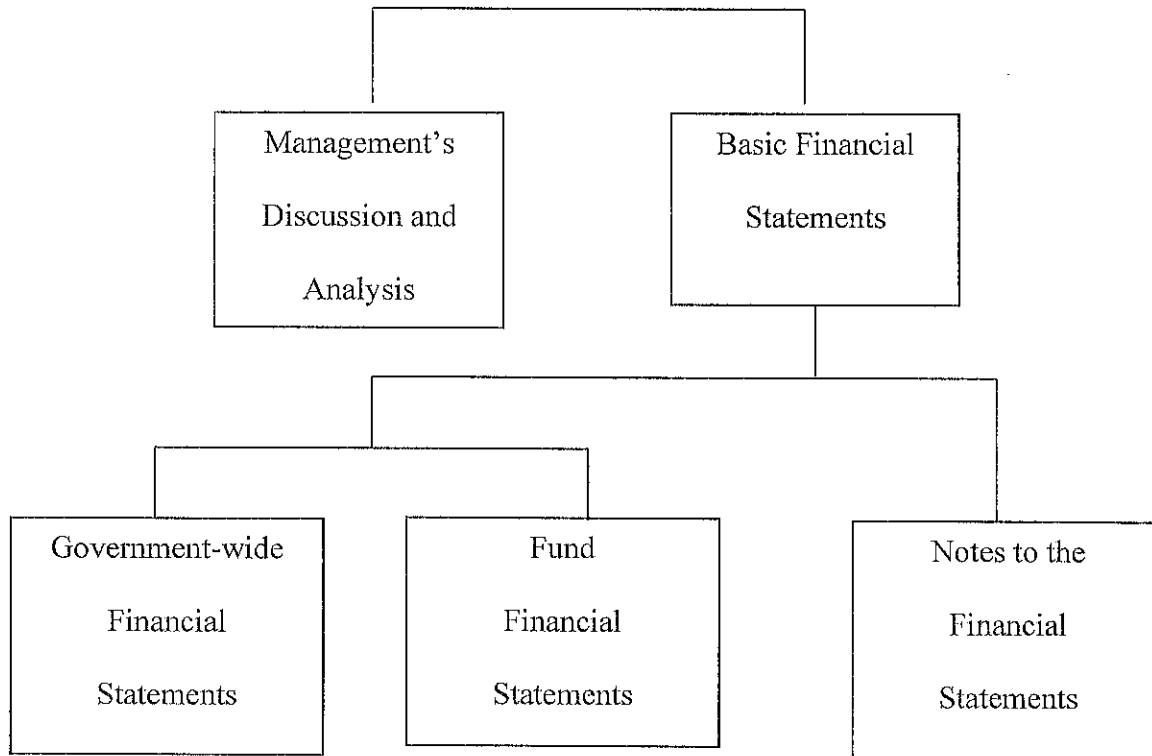 Management's
Discussion and
Analysis
Basic Financial
Statements
Government-wide
Financial
Statements
Fund
Financial
Statements
Notes to the
Financial
Statements